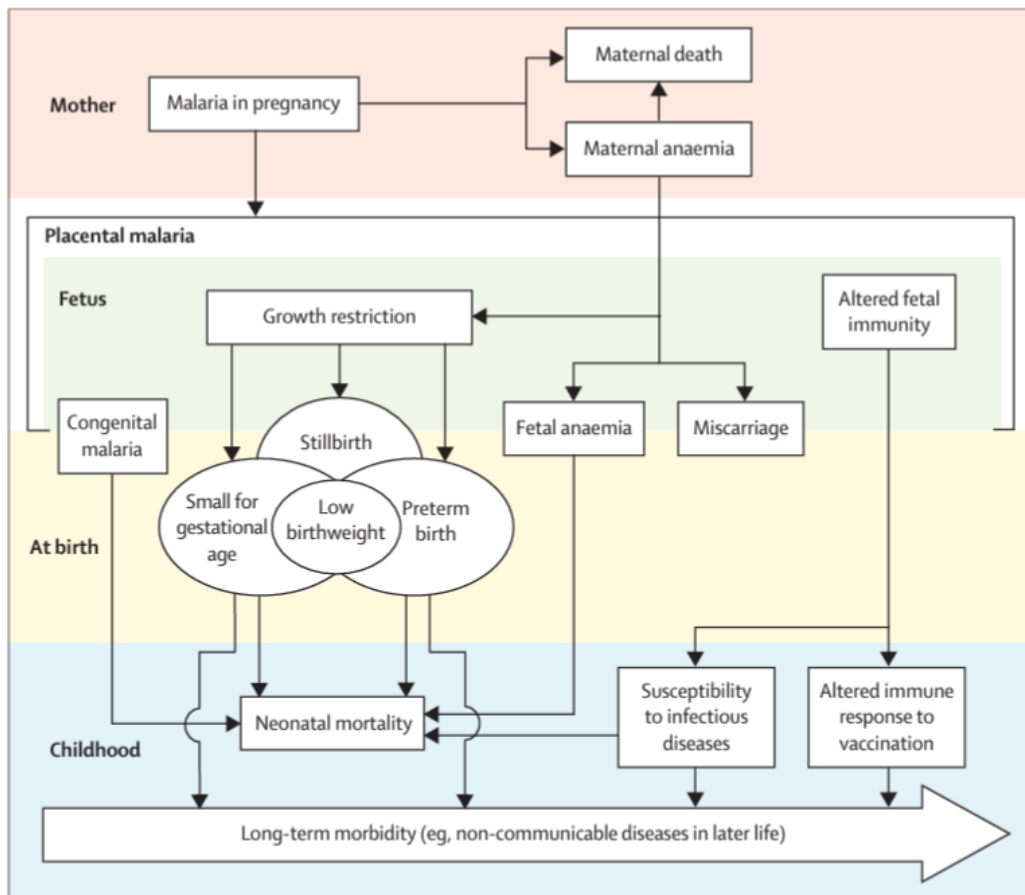 Maternal death
Mother
Malaria in pregnancy
Maternal anaemia
Placental malaria
Fetus
Growth restriction
Altered fetal
immunity
Congenital
malaria
Stillbirth
Fetal anaemia
Miscarriage
Small for
gestational
age
Low
birthweight
Preterm
birth
At birth
Childhood
Neonatal mortality
Susceptibility
to infectious
diseases
Altered immune
response to
vaccination
Long-term morbidity (eg, non-communicable diseases in later life)